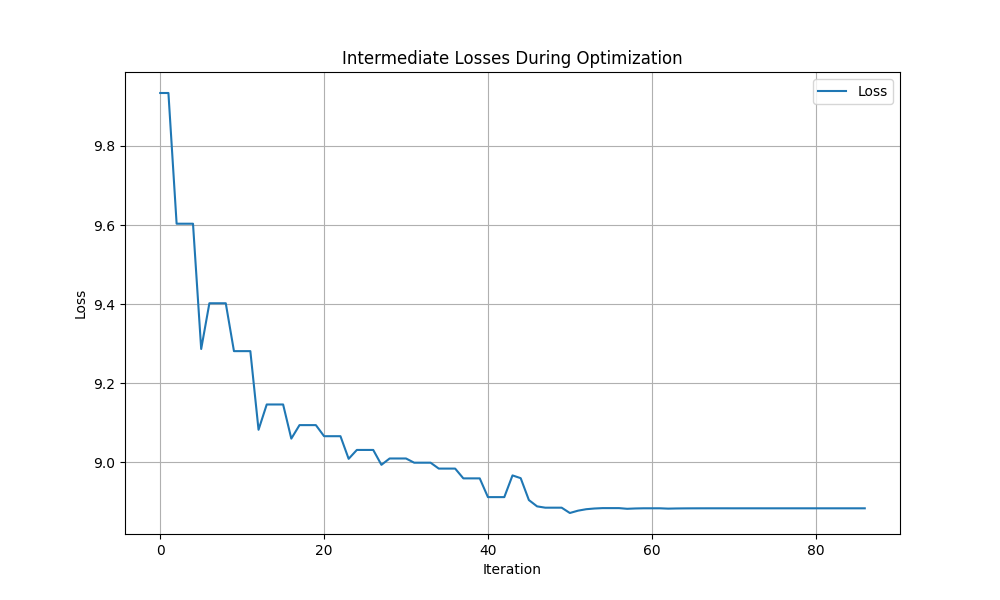 Intermediate Losses During Optimization
Loss
9.8
9.6
9.4
9.2
9.0
Loss
0 20 40 60 80
Iteration